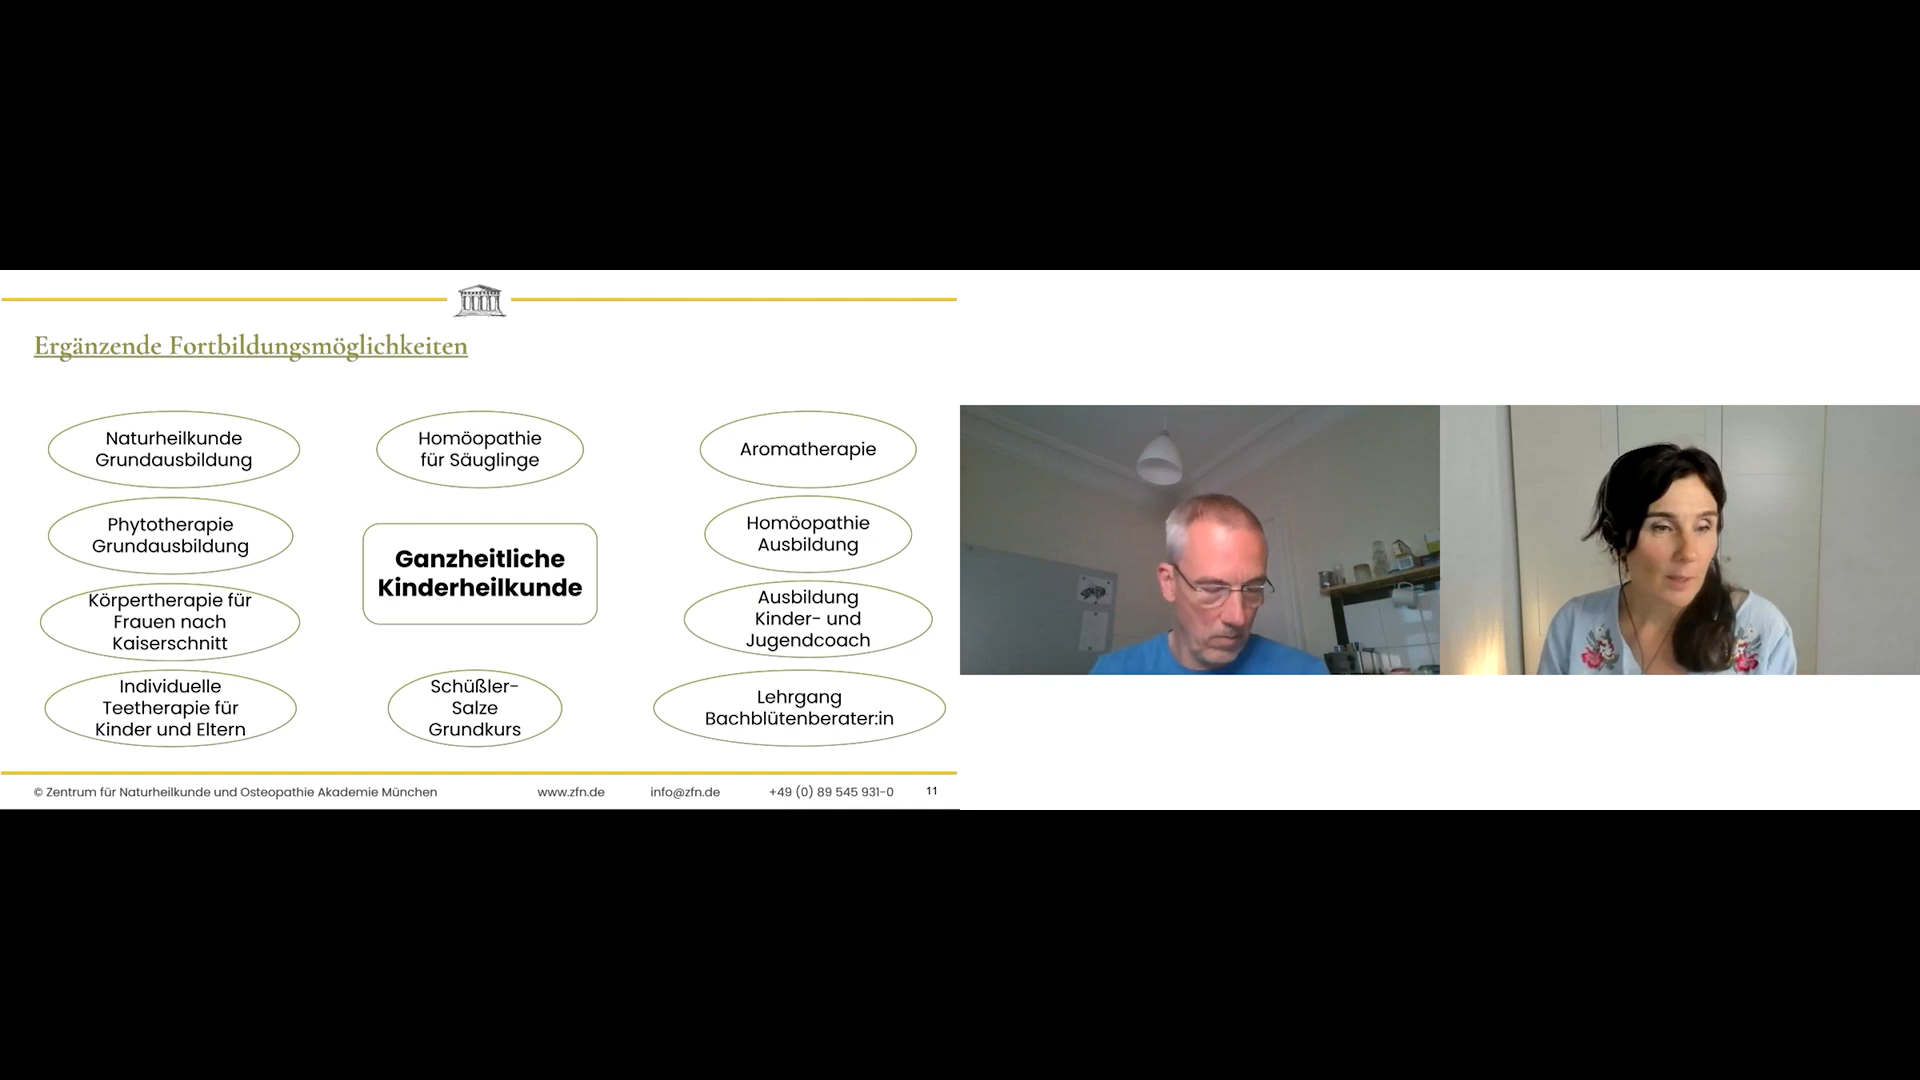 Ergänzende Fortbildungsmöglichkeiten
Naturheilkunde
Grundausbildung
Homöopathie
für Säuglinge
Aromatherapie
Phytotherapie
Grundausbildung
Ganzheitliche
Kinderheilkunde
Homöopathie
Ausbildung
Körpertherapie für
Frauen nach
Kaiserschnitt
Ausbildung
Kinder- und
Jugendcoach
Individuelle
Teetherapie für
Kinder und Eltern
Schüßler-
Salze
Grundkurs
Lehrgang
Bachblütenberater:in
© Zentrum für Naturheilkunde und Osteopathie Akademie München www.zfn.de info@zfn.de +49 (0) 89 545 931-0 11